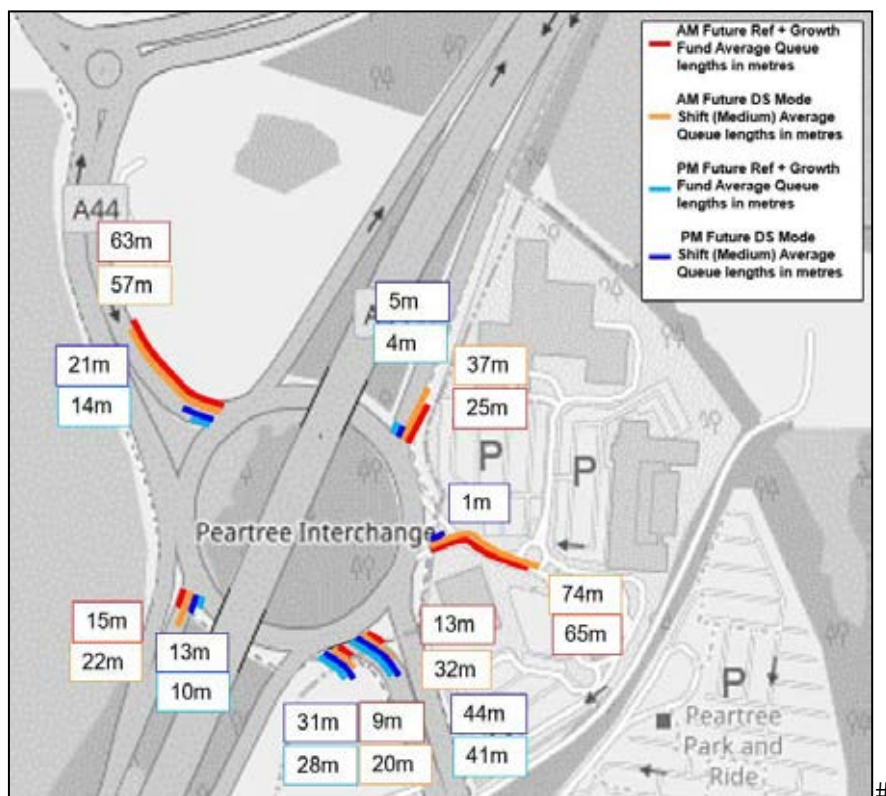 AM Future Ref + Growth
Fund Average Queue
lengths in metres
AM Future DS Mode
Shift (Medium) Average
Queue lengths in metres
PM Future Ref + Growth
Fund Average Queue
lengths in metres
PM Future DS Mode
Shift (Medium) Average
Queue lengths in metres
A44
63m
57m
A
5m
4m
21m
14m
37m
25m
P
P
1m
Peartree Interchange
74m
65m
15m
22m
13m
10m
13m
32m
31m
28m
9m
20m
44m
41m
P
Peartree
Park and
Ride
#